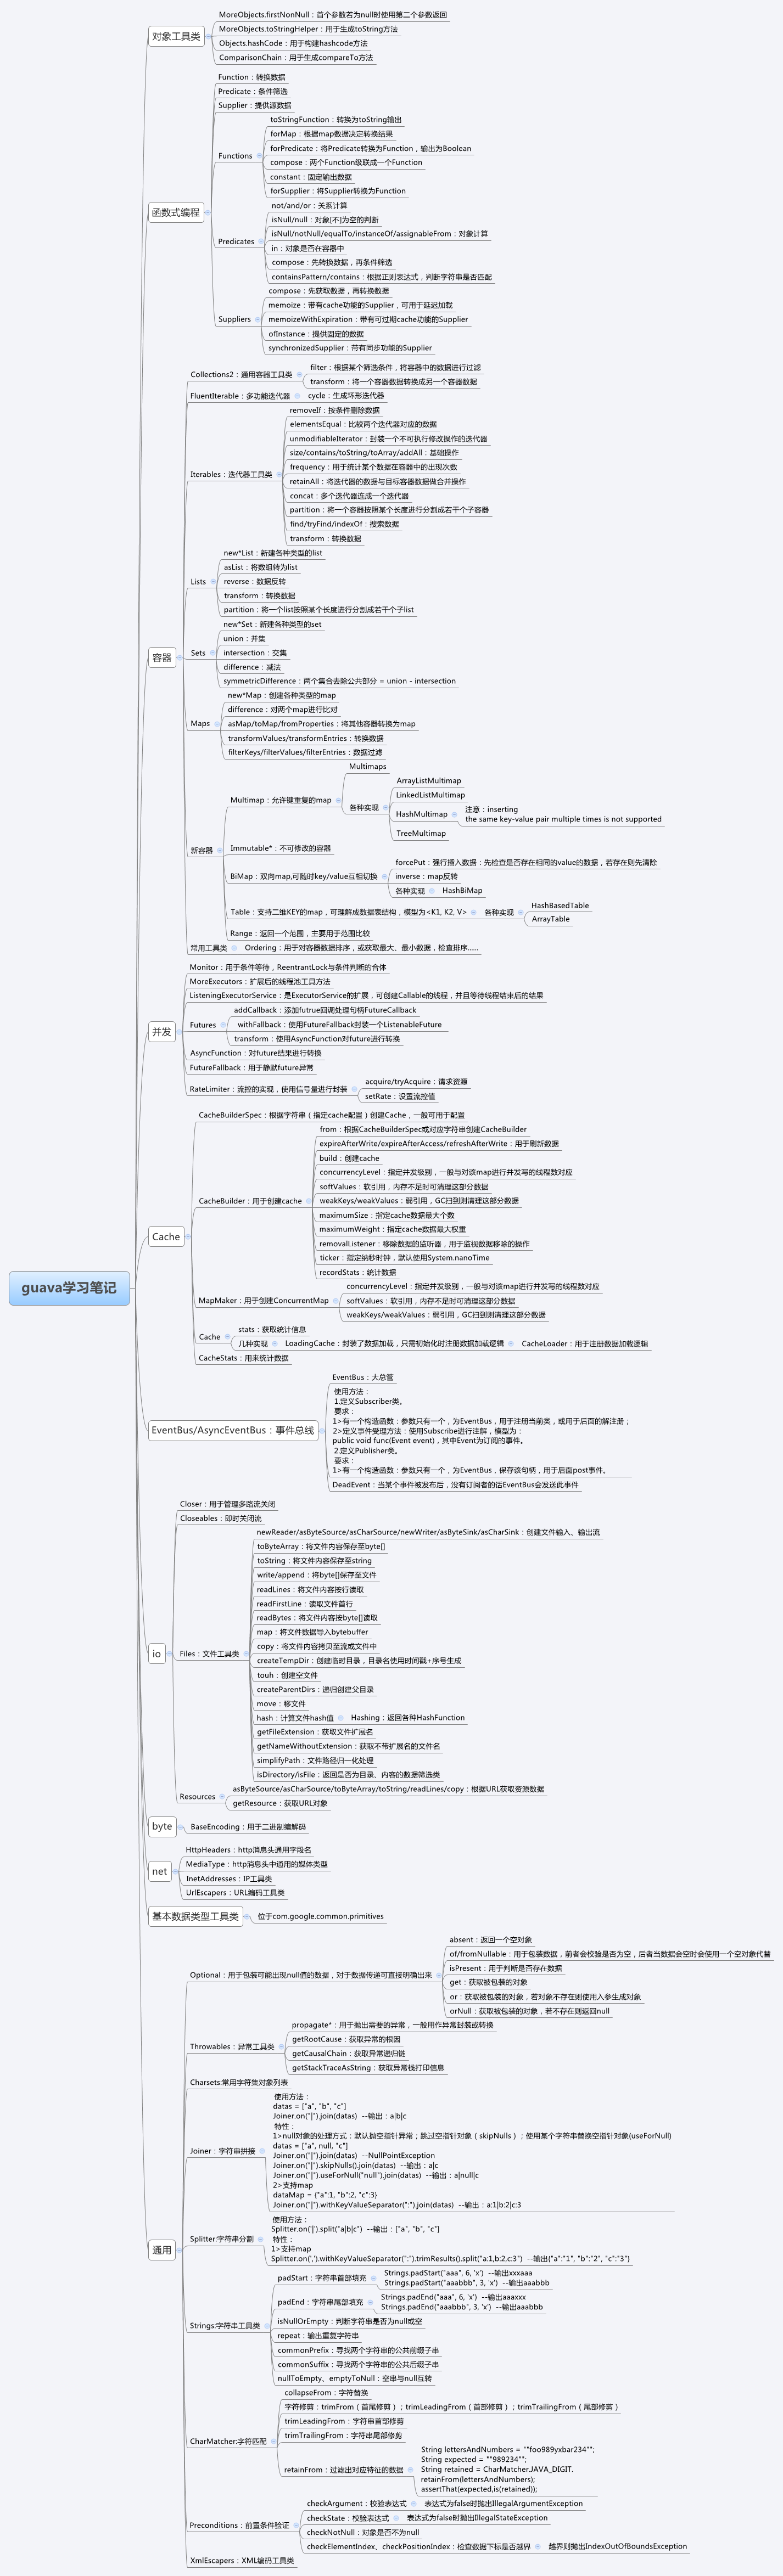 guava学习笔记
对象工具类
MoreObjects.firstNonNull：首个参数若为null时使用第二个参数返回
MoreObjects.toStringHelper：用于生成toString方法
Objects.hashCode：用于构建hashcode方法
ComparisonChain：用于生成compareTo方法
函数式编程
Function：转换数据
Predicate：条件筛选
Supplier：提供源数据
Functions
toStringFunction：转换为toString输出
forMap：根据map数据决定转换结果
forPredicate：将Predicate转换为Function，输出为Boolean
compose：两个Function级联成一个Function
constant：固定输出数据
forSupplier：将Supplier转换为Function
Predicates
not/and/or：关系计算
isNull/null：对象[不]为空的判断
isNull/notNull/equalTo/instanceOf/assignableFrom：对象计算
in：对象是否在容器中
compose：先转换数据，再条件筛选
containsPattern/contains：根据正则表达式，判断字符串是否匹配
Suppliers
compose：先获取数据，再转换数据
memoize：带有cache功能的Supplier，可用于延迟加载
memoizeWithExpiration：带有可过期cache功能的Supplier
ofInstance：提供固定的数据
synchronizedSupplier：带有同步功能的Supplier
容器
Collections2：通用容器工具类
filter：根据某个筛选条件，将容器中的数据进行过滤
transform：将一个容器数据转换成另一个容器数据
FluentIterable：多功能迭代器
cycle：生成环形迭代器
Iterables：迭代器工具类
removeIf：按条件删除数据
elementsEqual：比较两个迭代器对应的数据
unmodifiableIterator：封装一个不可执行修改操作的迭代器
size/contains/toString/toArray/addAll：基础操作
frequency：用于统计某个数据在容器中的出现次数
retainAll：将迭代器的数据与目标容器数据做合并操作
concat：多个迭代器连成一个迭代器
partition：将一个容器按照某个长度进行分割成若干个子容器
find/tryFind/indexOf：搜索数据
transform：转换数据
Lists
new*List：新建各种类型的list
asList：将数组转为list
reverse：数据反转
transform：转换数据
partition：将一个list按照某个长度进行分割成若干个子list
Sets
new*Set：新建各种类型的set
union：并集
intersection：交集
difference：减法
symmetricDifference：两个集合去除公共部分 = union - intersection
Maps
new*Map：创建各种类型的map
difference：对两个map进行比对
asMap/toMap/fromProperties：将其他容器转换为map
transformValues/transformEntries：转换数据
filterKeys/filterValues/filterEntries：数据过滤
新容器
Multimap：允许键重复的map
Multimaps
各种实现
ArrayListMultimap
LinkedListMultimap
HashMultimap
注意：inserting
the same key-value pair multiple times is not supported
TreeMultimap
Immutable*：不可修改的容器
BiMap：双向map,可随时key/value互相切换
forcePut：强行插入数据：先检查是否存在相同的value的数据，若存在则先清除
inverse：map反转
各种实现
HashBiMap
Table：支持二维KEY的map，可理解成数据表结构，模型为<K1, K2, V>
各种实现
HashBasedTable
ArrayTable
Range：返回一个范围，主要用于范围比较
常用工具类
Ordering：用于对容器数据排序，或获取最大、最小数据，检查排序.....
并发
Monitor：用于条件等待，ReentrantLock与条件判断的合体
MoreExecutors：扩展后的线程池工具方法
ListeningExecutorService：是ExecutorService的扩展，可创建Callable的线程，并且等待线程结束后的结果
Futures
addCallback：添加futrue回调处理句柄FutureCallback
withFallback：使用FutureFallback封装一个ListenableFuture
transform：使用AsyncFunction对future进行转换
AsyncFunction：对future结果进行转换
FutureFallback：用于静默future异常
RateLimiter：流控的实现，使用信号量进行封装
acquire/tryAcquire：请求资源
setRate：设置流控值
Cache
CacheBuilderSpec：根据字符串（指定cache配置）创建Cache，一般可用于配置
CacheBuilder：用于创建cache
from：根据CacheBuilderSpec或对应字符串创建CacheBuilder
expireAfterWrite/expireAfterAccess/refreshAfterWrite：用于刷新数据
build：创建cache
concurrencyLevel：指定并发级别，一般与对该map进行并发写的线程数对应
softValues：软引用，内存不足时可清理这部分数据
weakKeys/weakValues：弱引用，GC扫到则清理这部分数据
maximumSize：指定cache数据最大个数
maximumWeight：指定cache数据最大权重
removalListener：移除数据的监听器，用于监视数据移除的操作
ticker：指定纳秒时钟，默认使用System.nanoTime
recordStats：统计数据
MapMaker：用于创建ConcurrentMap
concurrencyLevel：指定并发级别，一般与对该map进行并发写的线程数对应
softValues：软引用，内存不足时可清理这部分数据
weakKeys/weakValues：弱引用，GC扫到则清理这部分数据
Cache
stats：获取统计信息
几种实现
LoadingCache：封装了数据加载，只需初始化时注册数据加载逻辑
CacheLoader：用于注册数据加载逻辑
CacheStats：用来统计数据
EventBus/AsyncEventBus：事件总线
EventBus：大总管
使用方法：
1.定义Subscriber类。
要求：
1>有一个构造函数：参数只有一个，为EventBus，用于注册当前类，或用于后面的解注册；
2>定义事件受理方法：使用Subscribe进行注解，模型为：
public void func(Event event)，其中Event为订阅的事件。
2.定义Publisher类。
要求：
1>有一个构造函数：参数只有一个，为EventBus，保存该句柄，用于后面post事件。
DeadEvent：当某个事件被发布后，没有订阅者的话EventBus会发送此事件
io
Closer：用于管理多路流关闭
Closeables：即时关闭流
Files：文件工具类
newReader/asByteSource/asCharSource/newWriter/asByteSink/asCharSink：创建文件输入、输出流
toByteArray：将文件内容保存至byte[]
toString：将文件内容保存至string
write/append：将byte[]保存至文件
readLines：将文件内容按行读取
readFirstLine：读取文件首行
readBytes：将文件内容按byte[]读取
map：将文件数据导入bytebuffer
copy：将文件内容拷贝至流或文件中
createTempDir：创建临时目录，目录名使用时间戳+序号生成
touh：创建空文件
createParentDirs：递归创建父目录
move：移文件
hash：计算文件hash值
Hashing：返回各种HashFunction
getFileExtension：获取文件扩展名
getNameWithoutExtension：获取不带扩展名的文件名
simplifyPath：文件路径归一化处理
isDirectory/isFile：返回是否为目录、内容的数据筛选类
Resources
asByteSource/asCharSource/toByteArray/toString/readLines/copy：根据URL获取资源数据
getResource：获取URL对象
byte
BaseEncoding：用于二进制编解码
net
HttpHeaders：http消息头通用字段名
MediaType：http消息头中通用的媒体类型
InetAddresses：IP工具类
UrlEscapers：URL编码工具类
基本数据类型工具类
位于com.google.common.primitives
通用
Optional：用于包装可能出现null值的数据，对于数据传递可直接明确出来
absent：返回一个空对象
of/fromNullable：用于包装数据，前者会校验是否为空，后者当数据会空时会使用一个空对象代替
isPresent：用于判断是否存在数据
get：获取被包装的对象
or：获取被包装的对象，若对象不存在则使用入参生成对象
orNull：获取被包装的对象，若不存在则返回null
Throwables：异常工具类
propagate*：用于抛出需要的异常，一般用作异常封装或转换
getRootCause：获取异常的根因
getCausalChain：获取异常递归链
getStackTraceAsString：获取异常栈打印信息
Charsets:常用字符集对象列表
Joiner：字符串拼接
使用方法：
datas = ["a", "b", "c"]
Joiner.on("|").join(datas) --输出：a|b|c
特性：
1>null对象的处理方式：默认抛空指针异常；跳过空指针对象（skipNulls）；使用某个字符串替换空指针对象(useForNull)
datas = ["a", null, "c"]
Joiner.on("|").join(datas) --NullPointException
Joiner.on("|").skipNulls().join(datas) --输出：a|c
Joiner.on("|").useForNull("null").join(datas) --输出：a|null|c
2>支持map
dataMap = ("a":1, "b":2, "c":3)
Joiner.on("|").withKeyValueSeparator(":").join(datas) --输出：a:1|b:2|c:3
Splitter:字符串分割
使用方法：
Splitter.on('|').split("a|b|c") --输出：["a", "b", "c"]
特性：
1>支持map
Splitter.on(',').withKeyValueSeparator(":").trimResults().split("a:1,b:2,c:3") --输出("a":"1", "b":"2", "c":"3")
Strings:字符串工具类
padStart：字符串首部填充
Strings.padStart("aaa", 6, 'x') --输出xxxaaa
Strings.padStart("aaabbb", 3, 'x') --输出aaabbb
padEnd：字符串尾部填充
Strings.padEnd("aaa", 6, 'x') --输出aaaxxx
Strings.padEnd("aaabbb", 3, 'x') --输出aaabbb
isNullOrEmpty：判断字符串是否为null或空
repeat：输出重复字符串
commonPrefix：寻找两个字符串的公共前缀子串
commonSuffix：寻找两个字符串的公共后缀子串
nullToEmpty、emptyToNull：空串与null互转
CharMatcher:字符匹配
collapseFrom：字符替换
字符修剪：trimFrom（首尾修剪）；trimLeadingFrom（首部修剪）；trimTrailingFrom（尾部修剪）
trimLeadingFrom：字符串首部修剪
trimTrailingFrom：字符串尾部修剪
retainFrom：过滤出对应特征的数据
String lettersAndNumbers = ""foo989yxbar234"";
String expected = ""989234"";
String retained = CharMatcher.JAVA_DIGIT.
retainFrom(lettersAndNumbers);
assertThat(expected,is(retained));
Preconditions：前置条件验证
checkArgument：校验表达式
表达式为false时抛出IllegalArgumentException
checkState：校验表达式
表达式为false时抛出IllegalStateException
checkNotNull：对象是否不为null
checkElementIndex、checkPositionIndex：检查数据下标是否越界
越界则抛出IndexOutOfBoundsException
XmlEscapers：XML编码工具类